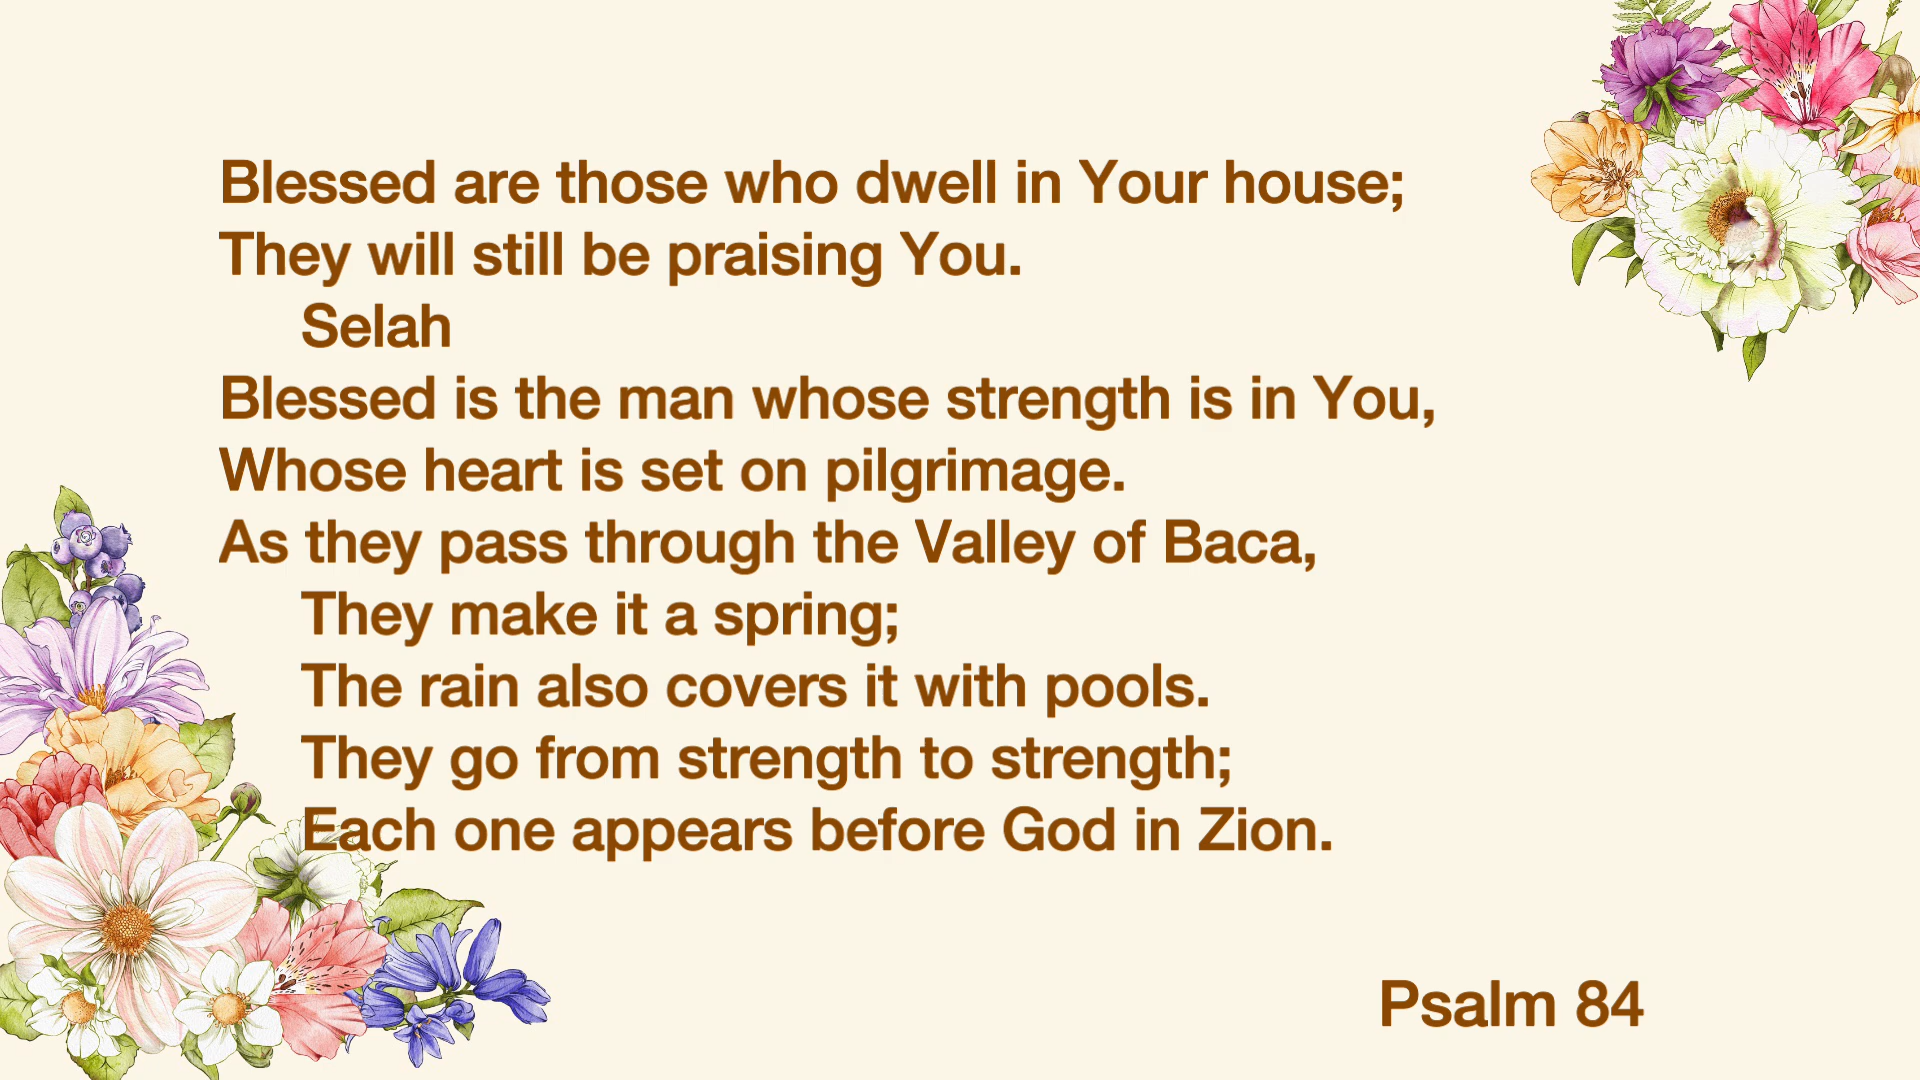 Blessed are those who dwell in Your house;
They will still be praising You.
Selah
Blessed is the man whose strength is in You,
Whose heart is set on pilgrimage.
As they pass through the Valley of Baca,
They make it a spring;
The rain also covers it with pools.
They go from strength to strength;
Each one appears before God in Zion.
Psalm 84